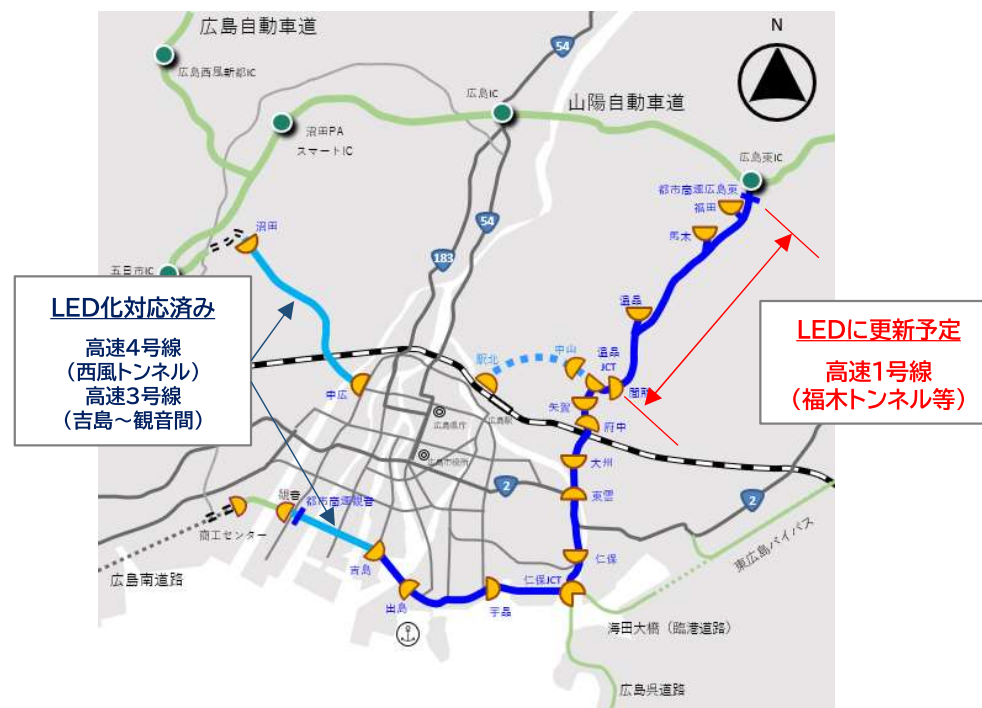 広島自動車道
N
54
広島西風新都IC
広島IC
山陽自動車道
沼田PA
スマートIC
広島東IC
都市高速広島東
福田
沼田
54
馬木
183
五日市IC
LED化対応済み
高速4号線
(西風トンネル)
高速3号線
(吉島～観音間)
温品
LEDに更新予定
高速1号線
(福木トンネル等)
駅北
中山
温品
JCT
間所
中広
矢賀
広島県庁
広島駅
府中
広島市役所
大州
2
東雲
2
観音
都市高速観音
商工センター
東広島バイパス
吉島
仁保
広島南道路
仁保JCT
出島
宇品
海田大橋（臨港道路）
広島呉道路